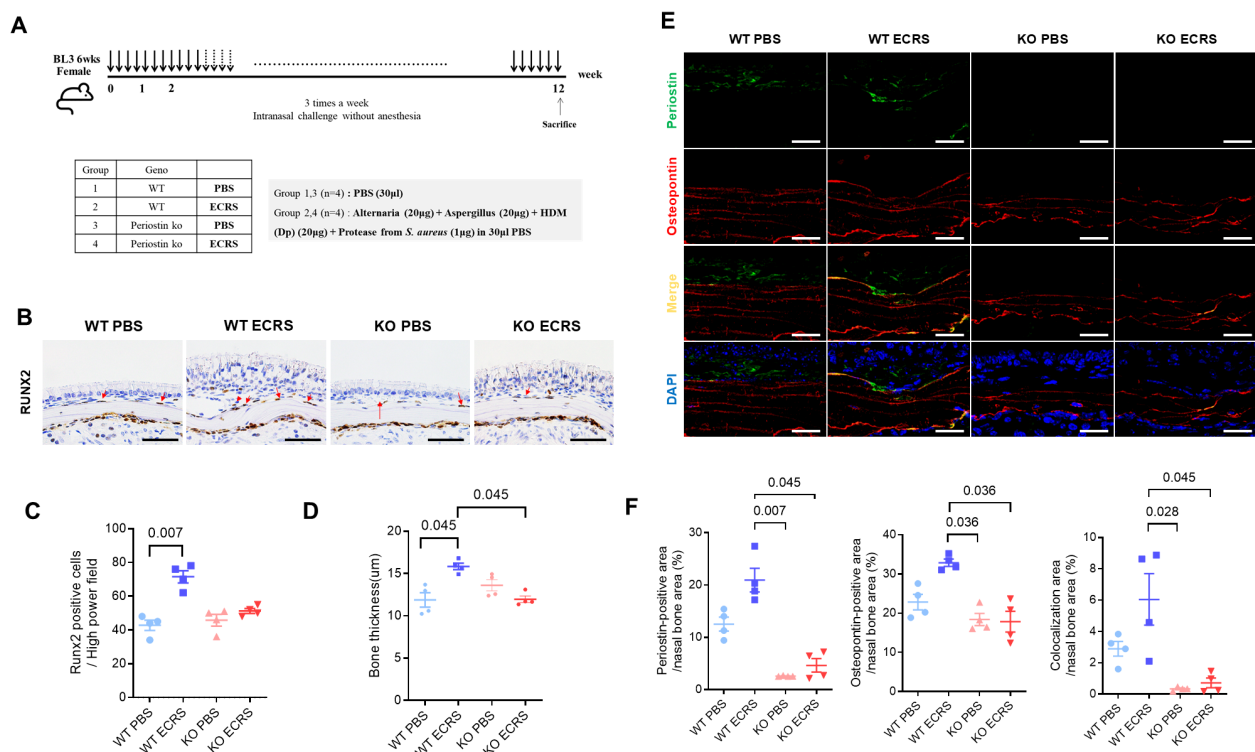 A
BL3 6wks
Female
0 1 2 12 week
3 times a week
Intranasal challenge without anesthesia
Sacrifice
Group Geno
1 WT PBS
2 WT ECRS
3 Periostin ko PBS
4 Periostin ko ECRS
Group 1,3 (n=4) : PBS (30μl)
Group 2,4 (n=4) : Alternaria (20μg) + Aspergillus (20μg) + HDM
(Dp) (20μg) + Protease from S. aureus (1μg) in 30μl PBS
B
WT PBS WT ECRS KO PBS KO ECRS
RUNX2
C
Runx2 positive cells
/ High power field
100
80
60
40
20
0
0.007
WT PBS
WT ECRS
KO PBS
KO ECRS
D
Bone thickness(um)
20
15
10
5
0
0.045
0.045
WT PBS
WT ECRS
KO PBS
KO ECRS
E
WT PBS WT ECRS KO PBS KO ECRS
Periostin
Osteopontin
Merge
DAPI
F
Periostin-positive area
/nasal bone area (%)
30
20
10
0
0.045
0.007
WT PBS
WT ECRS
KO PBS
KO ECRS
Osteopontin-positive area
/nasal bone area (%)
40
30
20
10
0
0.036
0.036
WT PBS
WT ECRS
KO PBS
KO ECRS
Colocalization area
/nasal bone area (%)
10
8
6
4
2
0
0.045
0.028
WT PBS
WT ECRS
KO PBS
KO ECRS